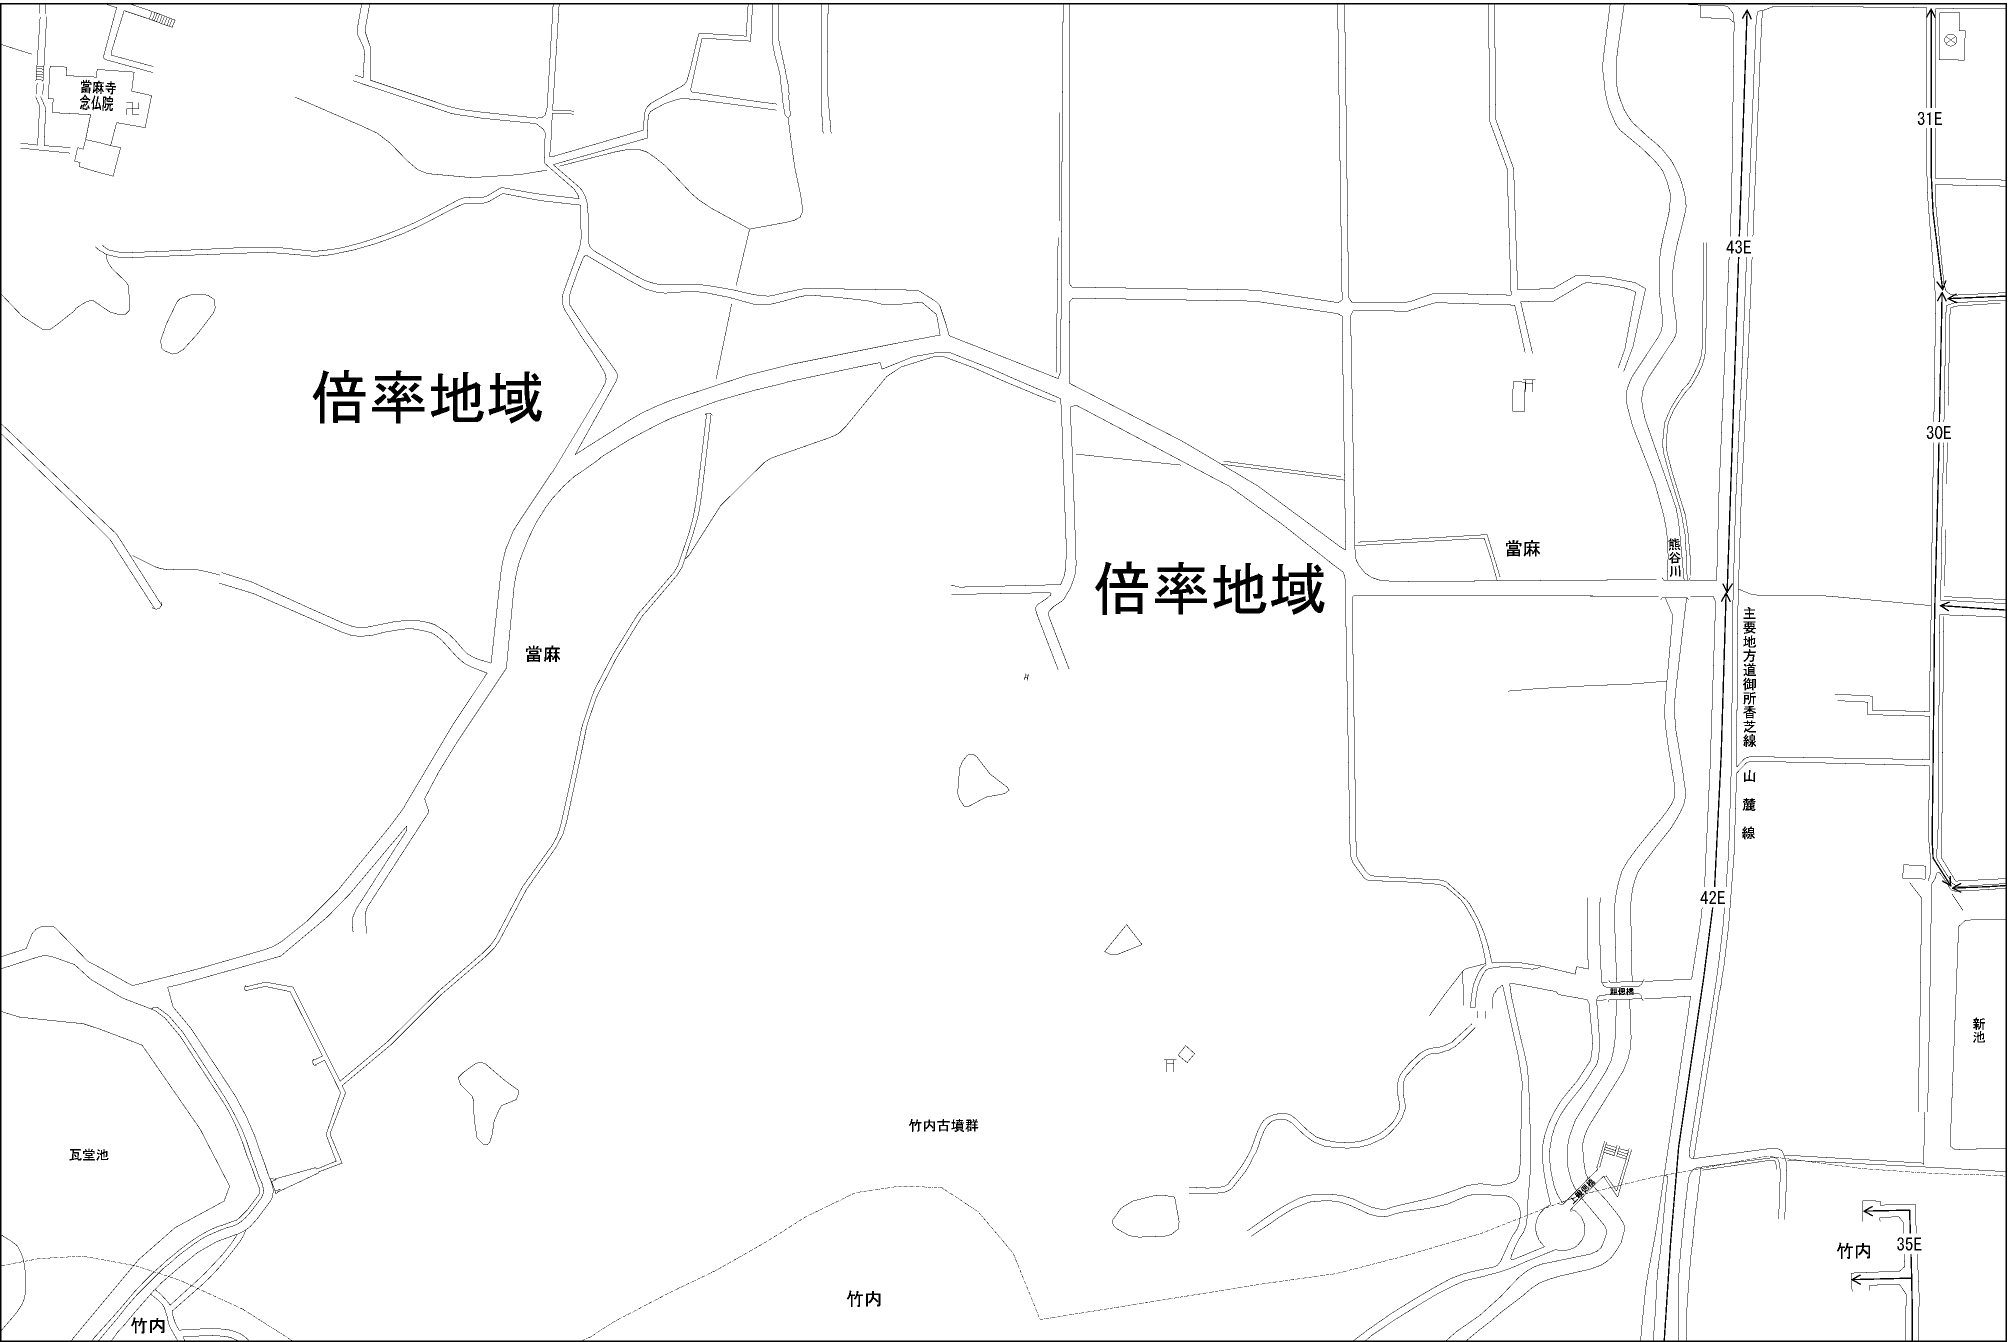 當麻寺
念仏院
31E
43E
倍率地域
30E
當麻
熊谷川
倍率地域
主要地方道御所香芝線
山麓線
當麻
42E
新池
竹内古墳群
瓦堂池
竹内
35E
竹内
竹内